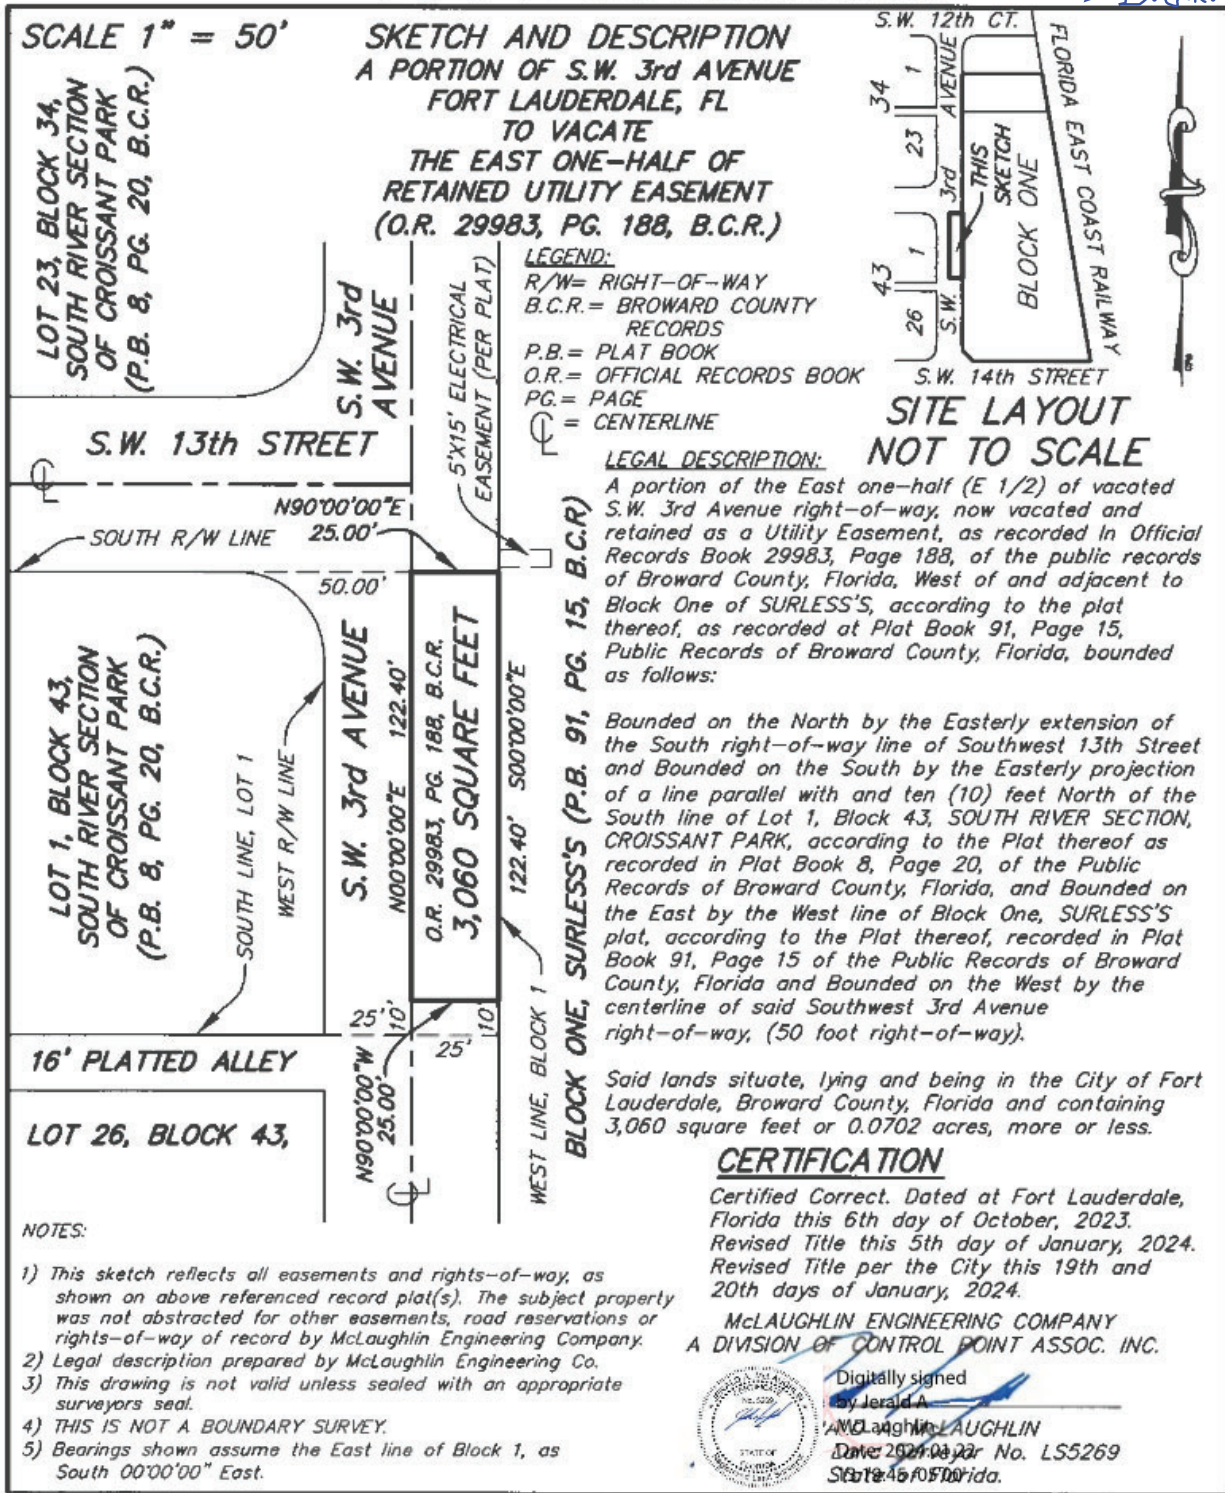 SCALE 1" = 50'
SKETCH AND DESCRIPTION
A PORTION OF S.W. 3rd AVENUE
FORT LAUDERDALE, FL
TO VACATE
THE EAST ONE-HALF OF
RETAINED UTILITY EASEMENT
(O.R. 29983, PG. 188, B.C.R.)
LOT 23, BLOCK 34,
SOUTH RIVER SECTION
OF CROISSANT PARK
(P.B. 8, PG. 20, B.C.R.)
S.W. 12th CT.
FLORIDA EAST COAST RAILWAY
S.W. 3rd AVENUE
34
1
23
43
1
26
THIS
SKETCH
BLOCK ONE
S.W. 14th STREET
SITE LAYOUT
NOT TO SCALE
LEGEND:
R/W= RIGHT-OF-WAY
B.C.R.= BROWARD COUNTY
RECORDS
P.B.= PLAT BOOK
O.R.= OFFICIAL RECORDS BOOK
PG.= PAGE
℄ = CENTERLINE
S.W. 3rd
AVENUE
5'X15' ELECTRICAL
EASEMENT (PER PLAT)
S.W. 13th STREET
℄
N90°00'00"E
25.00'
SOUTH R/W LINE
50.00'
LOT 1, BLOCK 43,
SOUTH RIVER SECTION
OF CROISSANT PARK
(P.B. 8, PG. 20, B.C.R.)
SOUTH LINE, LOT 1
WEST R/W LINE
S.W. 3rd AVENUE
N00°00'00"E 122.40'
O.R. 29983, PG. 188, B.C.R.
3,060 SQUARE FEET
122.40' S00°00'00"E
WEST LINE, BLOCK 1
BLOCK ONE, SURLESS'S (P.B. 91, PG. 15, B.C.R)
25'
10'
10'
25'
16' PLATTED ALLEY
N90°00'00"W
25.00'
℄
LOT 26, BLOCK 43,
LEGAL DESCRIPTION:
A portion of the East one-half (E 1/2) of vacated
S.W. 3rd Avenue right-of-way, now vacated and
retained as a Utility Easement, as recorded In Official
Records Book 29983, Page 188, of the public records
of Broward County, Florida, West of and adjacent to
Block One of SURLESS'S, according to the plat
thereof, as recorded at Plat Book 91, Page 15,
Public Records of Broward County, Florida, bounded
as follows:
Bounded on the North by the Easterly extension of
the South right-of-way line of Southwest 13th Street
and Bounded on the South by the Easterly projection
of a line parallel with and ten (10) feet North of the
South line of Lot 1, Block 43, SOUTH RIVER SECTION,
CROISSANT PARK, according to the Plat thereof as
recorded in Plat Book 8, Page 20, of the Public
Records of Broward County, Florida, and Bounded on
the East by the West line of Block One, SURLESS'S
plat, according to the Plat thereof, recorded in Plat
Book 91, Page 15 of the Public Records of Broward
County, Florida and Bounded on the West by the
centerline of said Southwest 3rd Avenue
right-of-way, (50 foot right-of-way).
Said lands situate, lying and being in the City of Fort
Lauderdale, Broward County, Florida and containing
3,060 square feet or 0.0702 acres, more or less.
CERTIFICATION
Certified Correct. Dated at Fort Lauderdale,
Florida this 6th day of October, 2023.
Revised Title this 5th day of January, 2024.
Revised Title per the City this 19th and
20th days of January, 2024.
McLAUGHLIN ENGINEERING COMPANY
A DIVISION OF CONTROL POINT ASSOC. INC.
Digitally signed
by Jerald A
McLaughlin
McLAUGHLIN
No. LS5269
State of Florida.
NOTES:
1) This sketch reflects all easements and rights-of-way, as
shown on above referenced record plat(s). The subject property
was not abstracted for other easements, road reservations or
rights-of-way of record by McLaughlin Engineering Company.
2) Legal description prepared by McLaughlin Engineering Co.
3) This drawing is not valid unless sealed with an appropriate
surveyors seal.
4) THIS IS NOT A BOUNDARY SURVEY.
5) Bearings shown assume the East line of Block 1, as
South 00°00'00" East.